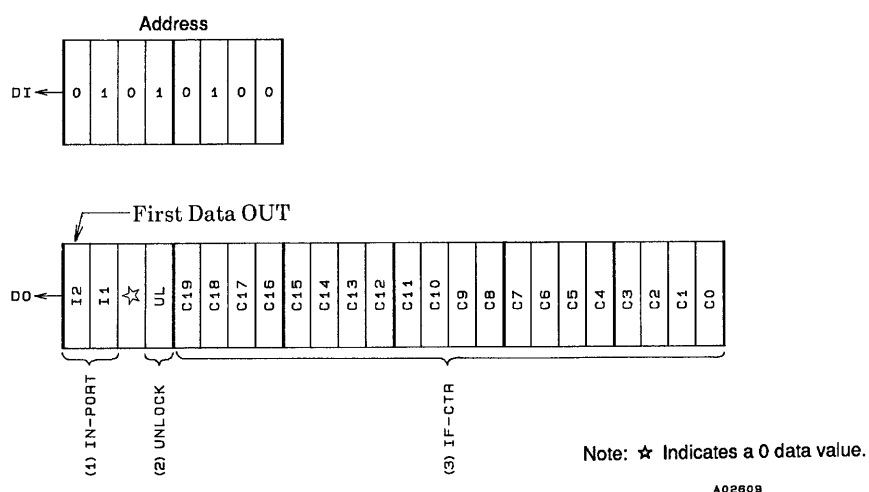 Address
DI
0 1 0 1 0 1 0 0
First Data OUT
DO
I2 I1 ☆ UL C19 C18 C17 C16 C15 C14 C13 C12 C11 C10 C9 C8 C7 C6 C5 C4 C3 C2 C1 C0
(1) IN-PORT
(2) UNLOCK
(3) IF-CTR
Note: ☆ Indicates a 0 data value.
A02609